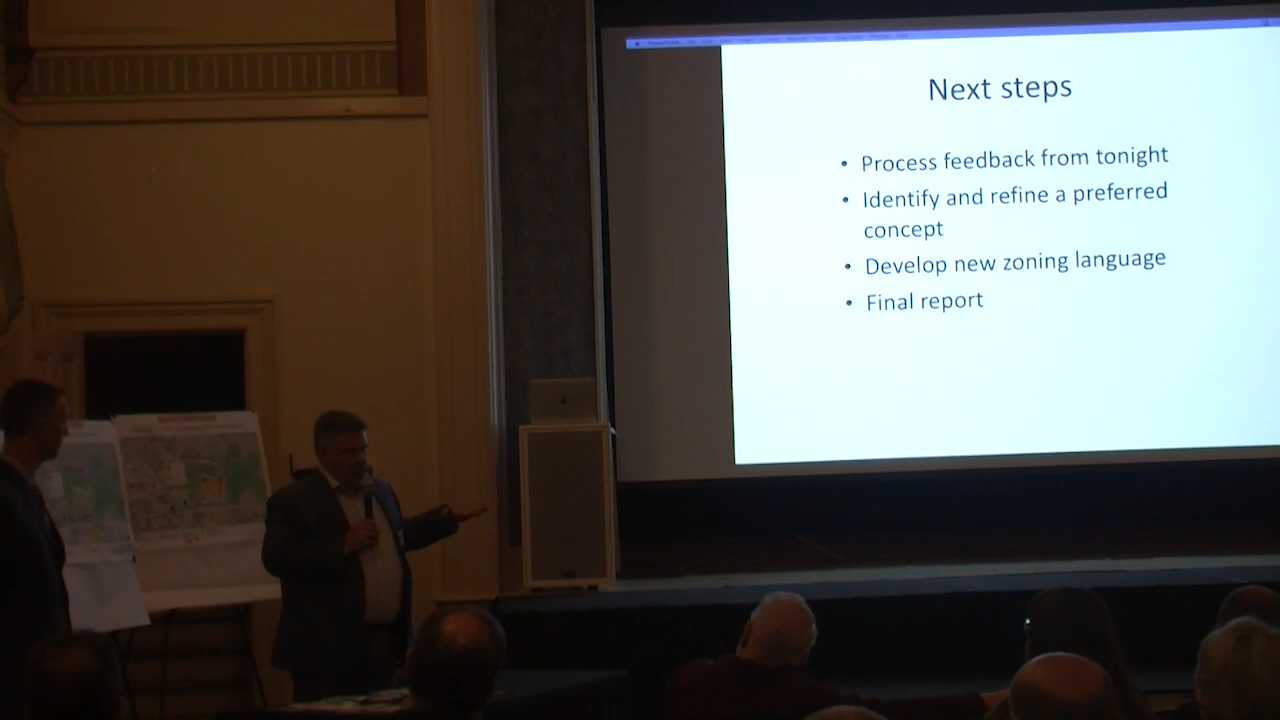 Next steps
• Process feedback from tonight
• Identify and refine a preferred
concept
• Develop new zoning language
• Final report